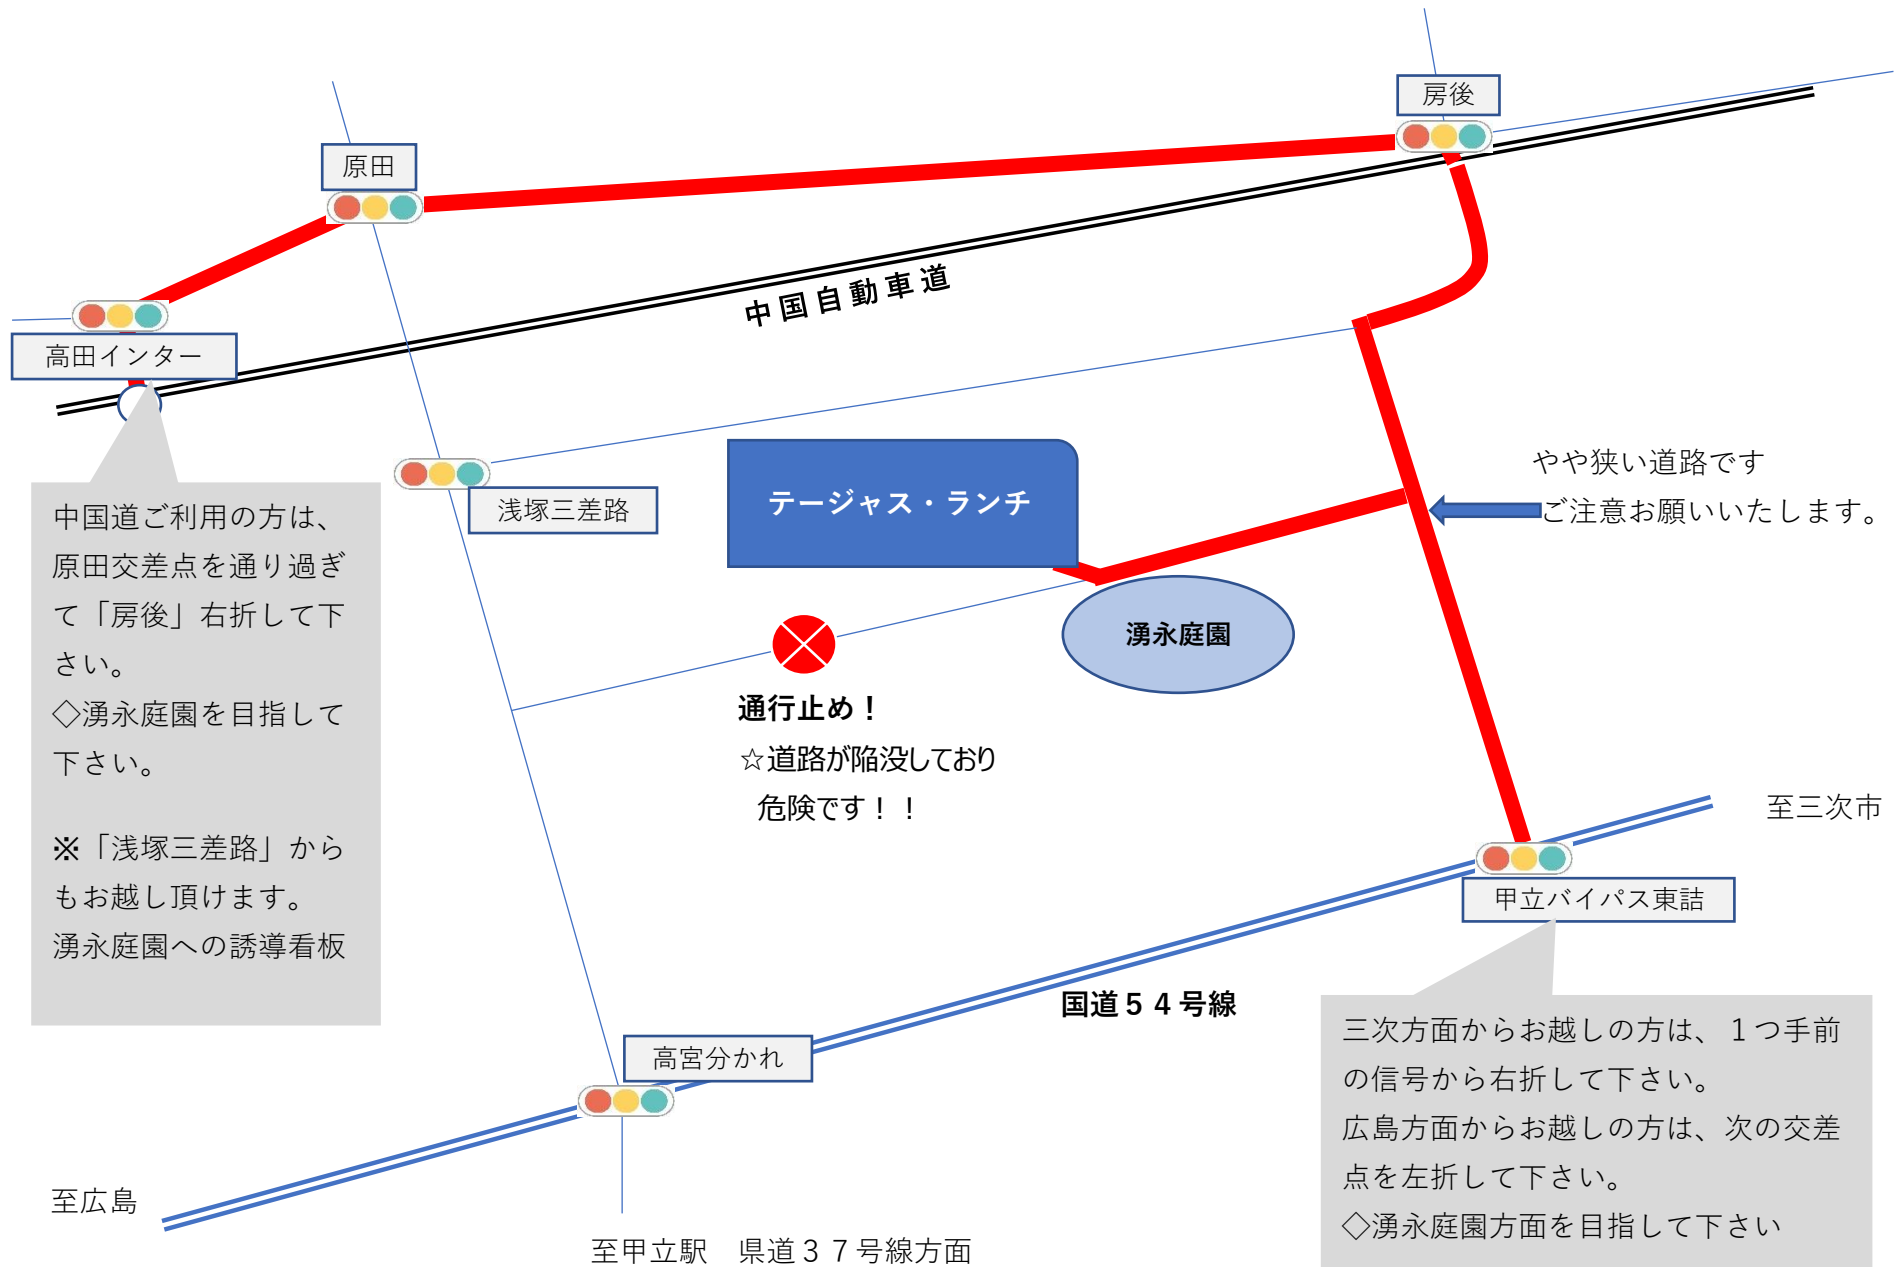 房後
原田
中国自動車道
高田インター
浅塚三差路
テージャス・ランチ
やや狭い道路です
ご注意お願いいたします。
中国道ご利用の方は、
原田交差点を通り過ぎ
て「房後」右折して下
さい。
◇湧永庭園を目指して
下さい。
※「浅塚三差路」から
もお越し頂けます。
湧永庭園への誘導看板
湧永庭園
通行止め！
☆道路が陥没しており
危険です！！
至三次市
甲立バイパス東詰
国道５４号線
高宮分かれ
三次方面からお越しの方は、１つ手前
の信号から右折して下さい。
広島方面からお越しの方は、次の交差
点を左折して下さい。
◇湧永庭園方面を目指して下さい
至広島
至甲立駅　県道３７号線方面